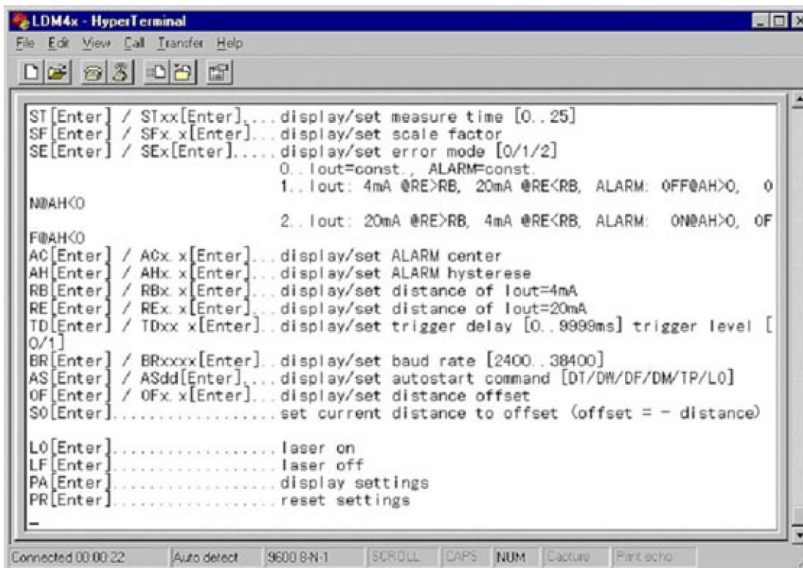 LDM4x - HyperTerminal
File Edit View Call Transfer Help
ST[Enter] / STxx[Enter].... display/set measure time [0..25]
SF[Enter] / SFx.x[Enter]... display/set scale factor
SE[Enter] / SEx[Enter]..... display/set error mode [0/1/2]
0..Iout=const., ALARM=const.
1..Iout: 4mA @RE>RB, 20mA @RE<RB, ALARM: OFF@AH>0, O
N@AH<0
2..Iout: 20mA @RE>RB, 4mA @RE<RB, ALARM: ON@AH>0, OF
F@AH<0
AC[Enter] / ACx.x[Enter]... display/set ALARM center
AH[Enter] / AHx.x[Enter]... display/set ALARM hysterese
RB[Enter] / RBx.x[Enter]... display/set distance of Iout=4mA
RE[Enter] / REx.x[Enter]... display/set distance of Iout=20mA
TD[Enter] / TDxx x[Enter].. display/set trigger delay [0..9999ms] trigger level [
0/1]
BR[Enter] / BRxxxx[Enter].. display/set baud rate [2400..38400]
AS[Enter] / ASdd[Enter].... display/set autostart command [DT/DW/DF/DM/TP/LO]
OF[Enter] / OFx.x[Enter]... display/set distance offset
SO[Enter].................. set current distance to offset (offset = - distance)
LO[Enter].................. laser on
LF[Enter].................. laser off
PA[Enter].................. display settings
PR[Enter].................. reset settings
Connected 00:00:22 Auto detect 9600 8-N-1 SCROLL CAPS NUM Capture Print echo